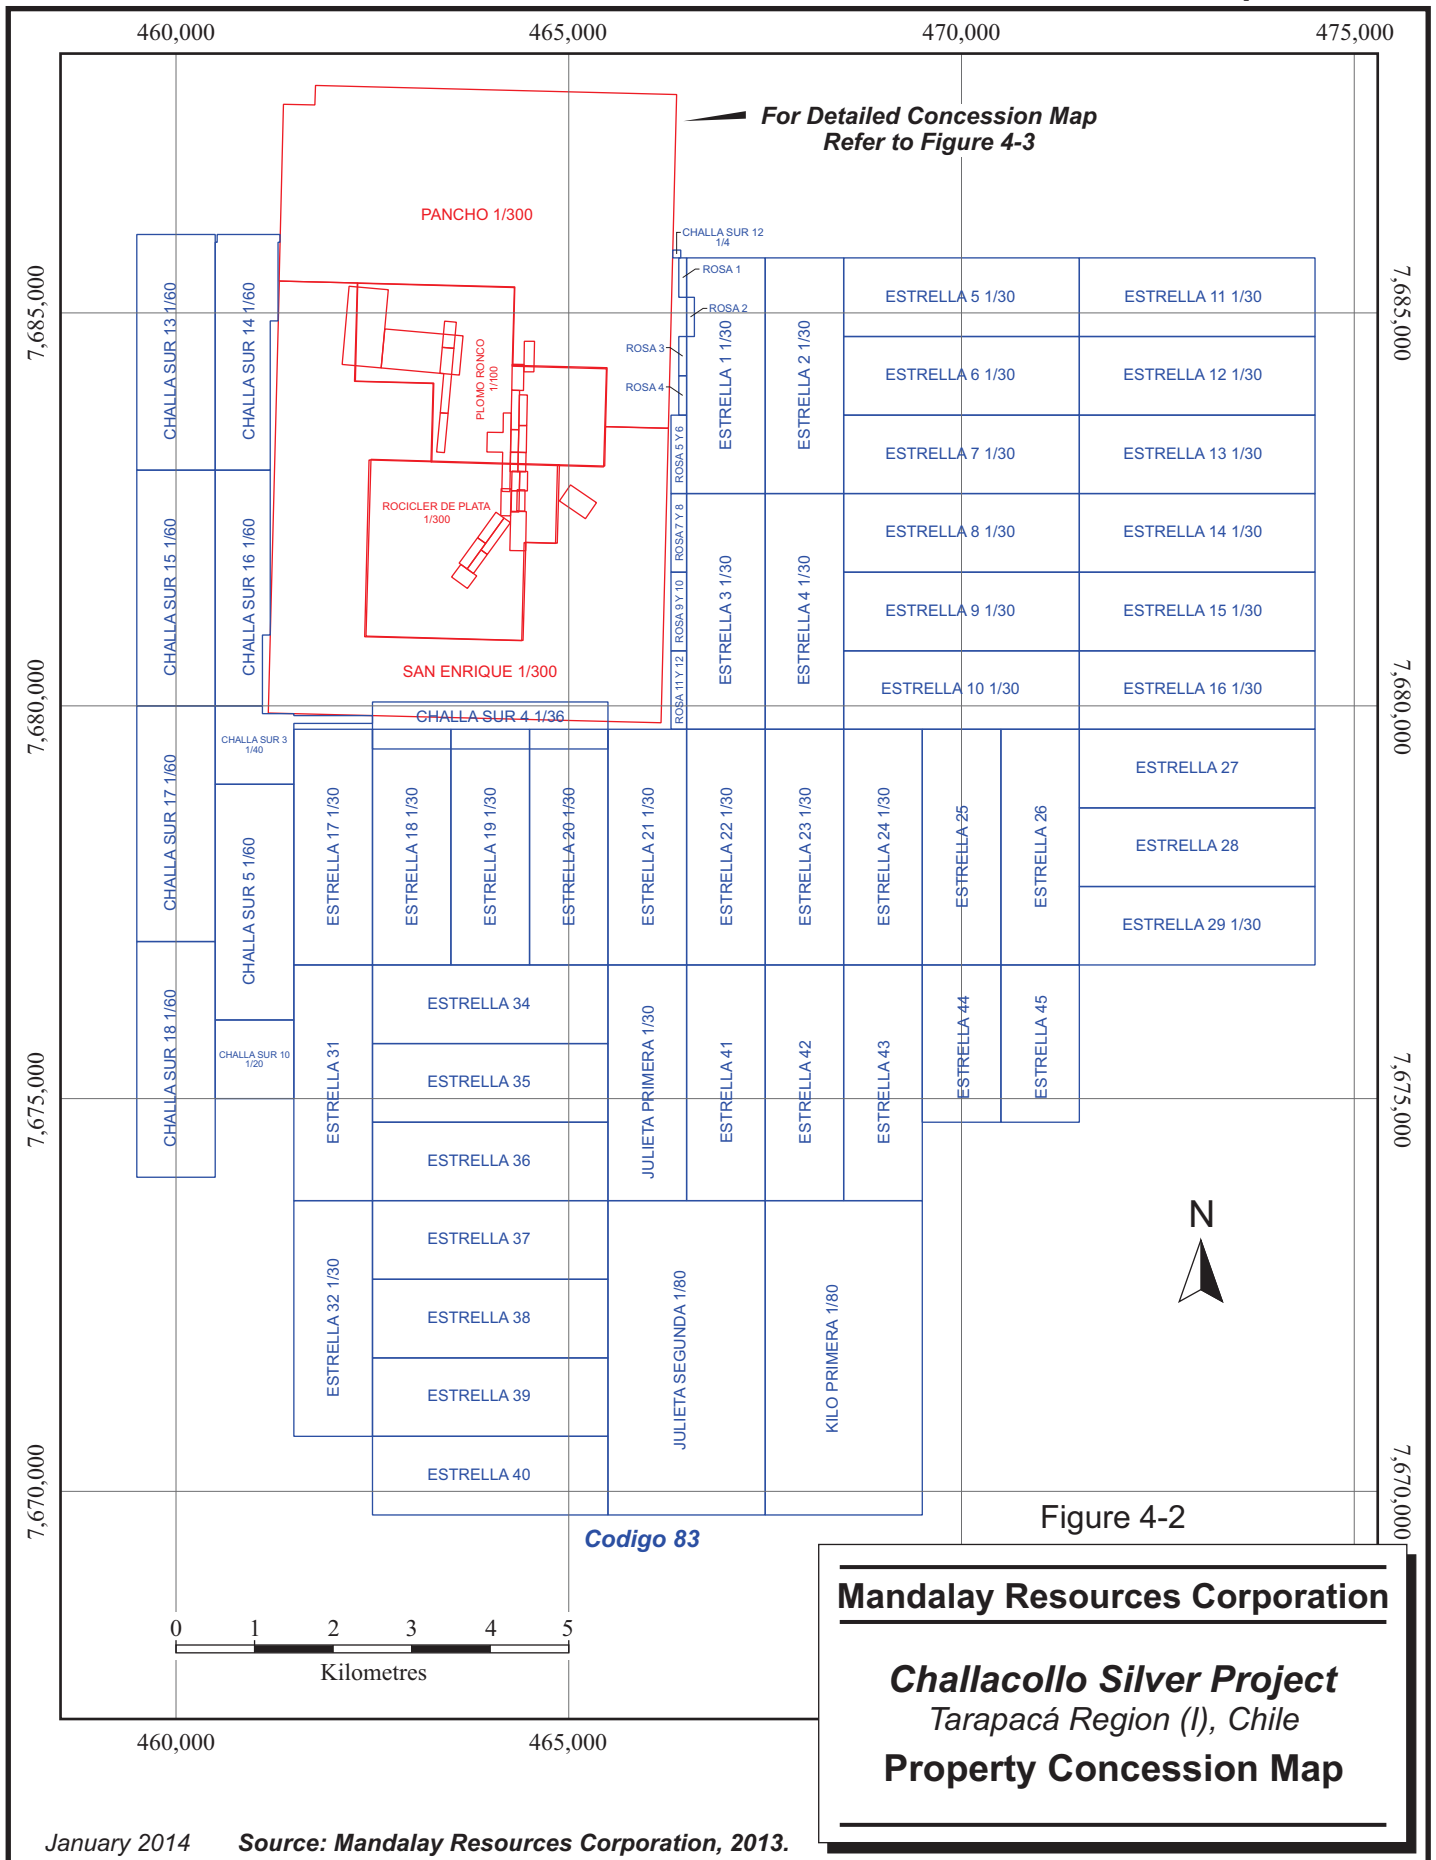 460,000
465,000
470,000
475,000
For Detailed Concession Map
Refer to Figure 4-3
PANCHO 1/300
CHALLA SUR 12
1/4
ROSA 1
ROSA 2
ROSA 3
ROSA 4
ROSA 5 Y 6
ROSA 7 Y 8
ROSA 9 Y 10
ROSA 11 Y 12
7,685,000
7,685,000
CHALLA SUR 13 1/60
CHALLA SUR 14 1/60
PLOMO RONCO
1/100
ESTRELLA 1 1/30
ESTRELLA 2 1/30
ESTRELLA 5 1/30
ESTRELLA 11 1/30
ESTRELLA 6 1/30
ESTRELLA 12 1/30
ESTRELLA 7 1/30
ESTRELLA 13 1/30
ROCICLER DE PLATA
1/300
CHALLA SUR 15 1/60
CHALLA SUR 16 1/60
ESTRELLA 3 1/30
ESTRELLA 4 1/30
ESTRELLA 8 1/30
ESTRELLA 14 1/30
ESTRELLA 9 1/30
ESTRELLA 15 1/30
SAN ENRIQUE 1/300
ESTRELLA 10 1/30
ESTRELLA 16 1/30
7,680,000
7,680,000
CHALLA SUR 4 1/36
CHALLA SUR 3
1/40
CHALLA SUR 17 1/60
CHALLA SUR 5 1/60
ESTRELLA 17 1/30
ESTRELLA 18 1/30
ESTRELLA 19 1/30
ESTRELLA 20 1/30
ESTRELLA 21 1/30
ESTRELLA 22 1/30
ESTRELLA 23 1/30
ESTRELLA 24 1/30
ESTRELLA 25
ESTRELLA 26
ESTRELLA 27
ESTRELLA 28
ESTRELLA 29 1/30
CHALLA SUR 18 1/60
CHALLA SUR 10
1/20
ESTRELLA 31
ESTRELLA 34
ESTRELLA 35
ESTRELLA 36
JULIETA PRIMERA 1/30
ESTRELLA 41
ESTRELLA 42
ESTRELLA 43
ESTRELLA 44
ESTRELLA 45
7,675,000
7,675,000
ESTRELLA 32 1/30
ESTRELLA 37
ESTRELLA 38
ESTRELLA 39
ESTRELLA 40
JULIETA SEGUNDA 1/80
KILO PRIMERA 1/80
N
7,670,000
7,670,000
Codigo 83
Figure 4-2
0 1 2 3 4 5
Kilometres
460,000
465,000
Mandalay Resources Corporation
Challacollo Silver Project
Tarapacá Region (I), Chile
Property Concession Map
January 2014
Source: Mandalay Resources Corporation, 2013.